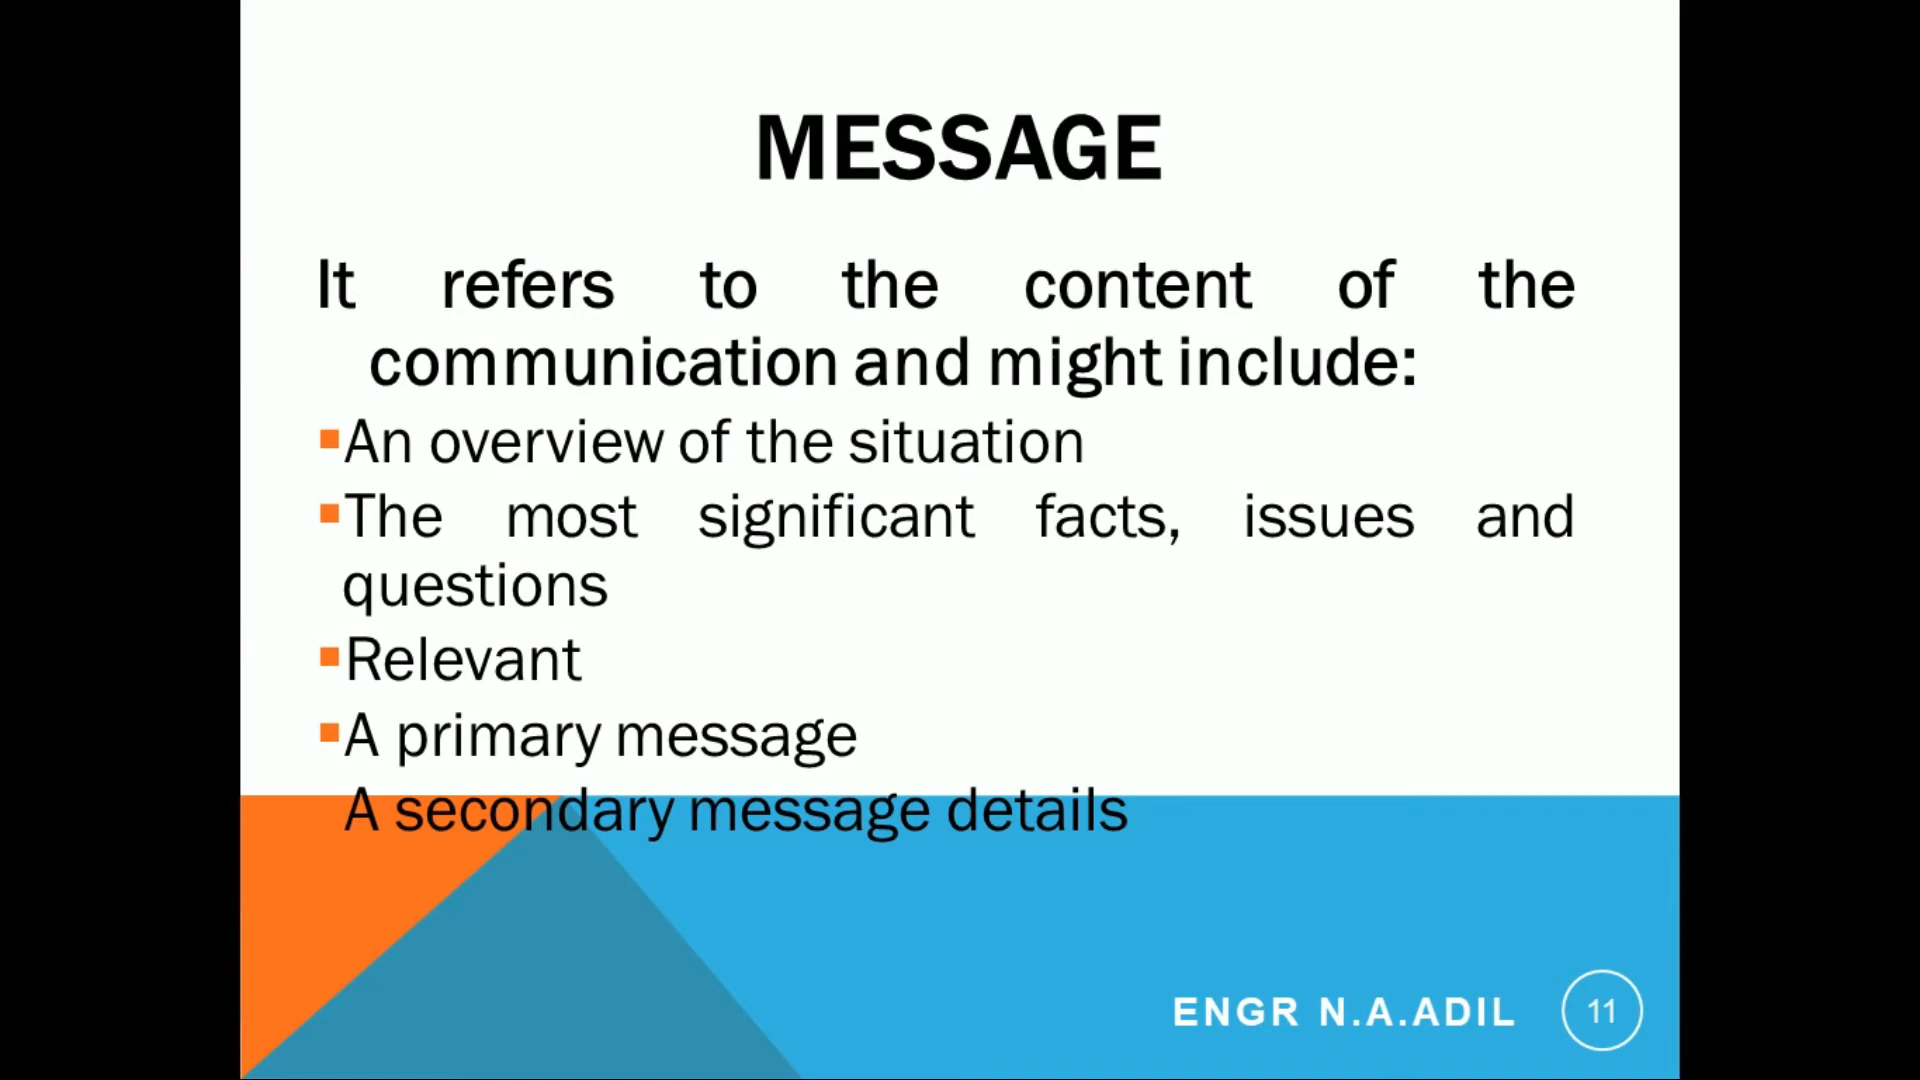 MESSAGE
It refers to the content of the
communication and might include:
▪An overview of the situation
▪The most significant facts, issues and
questions
▪Relevant
▪A primary message
A secondary message details
ENGR N.A.ADIL
11